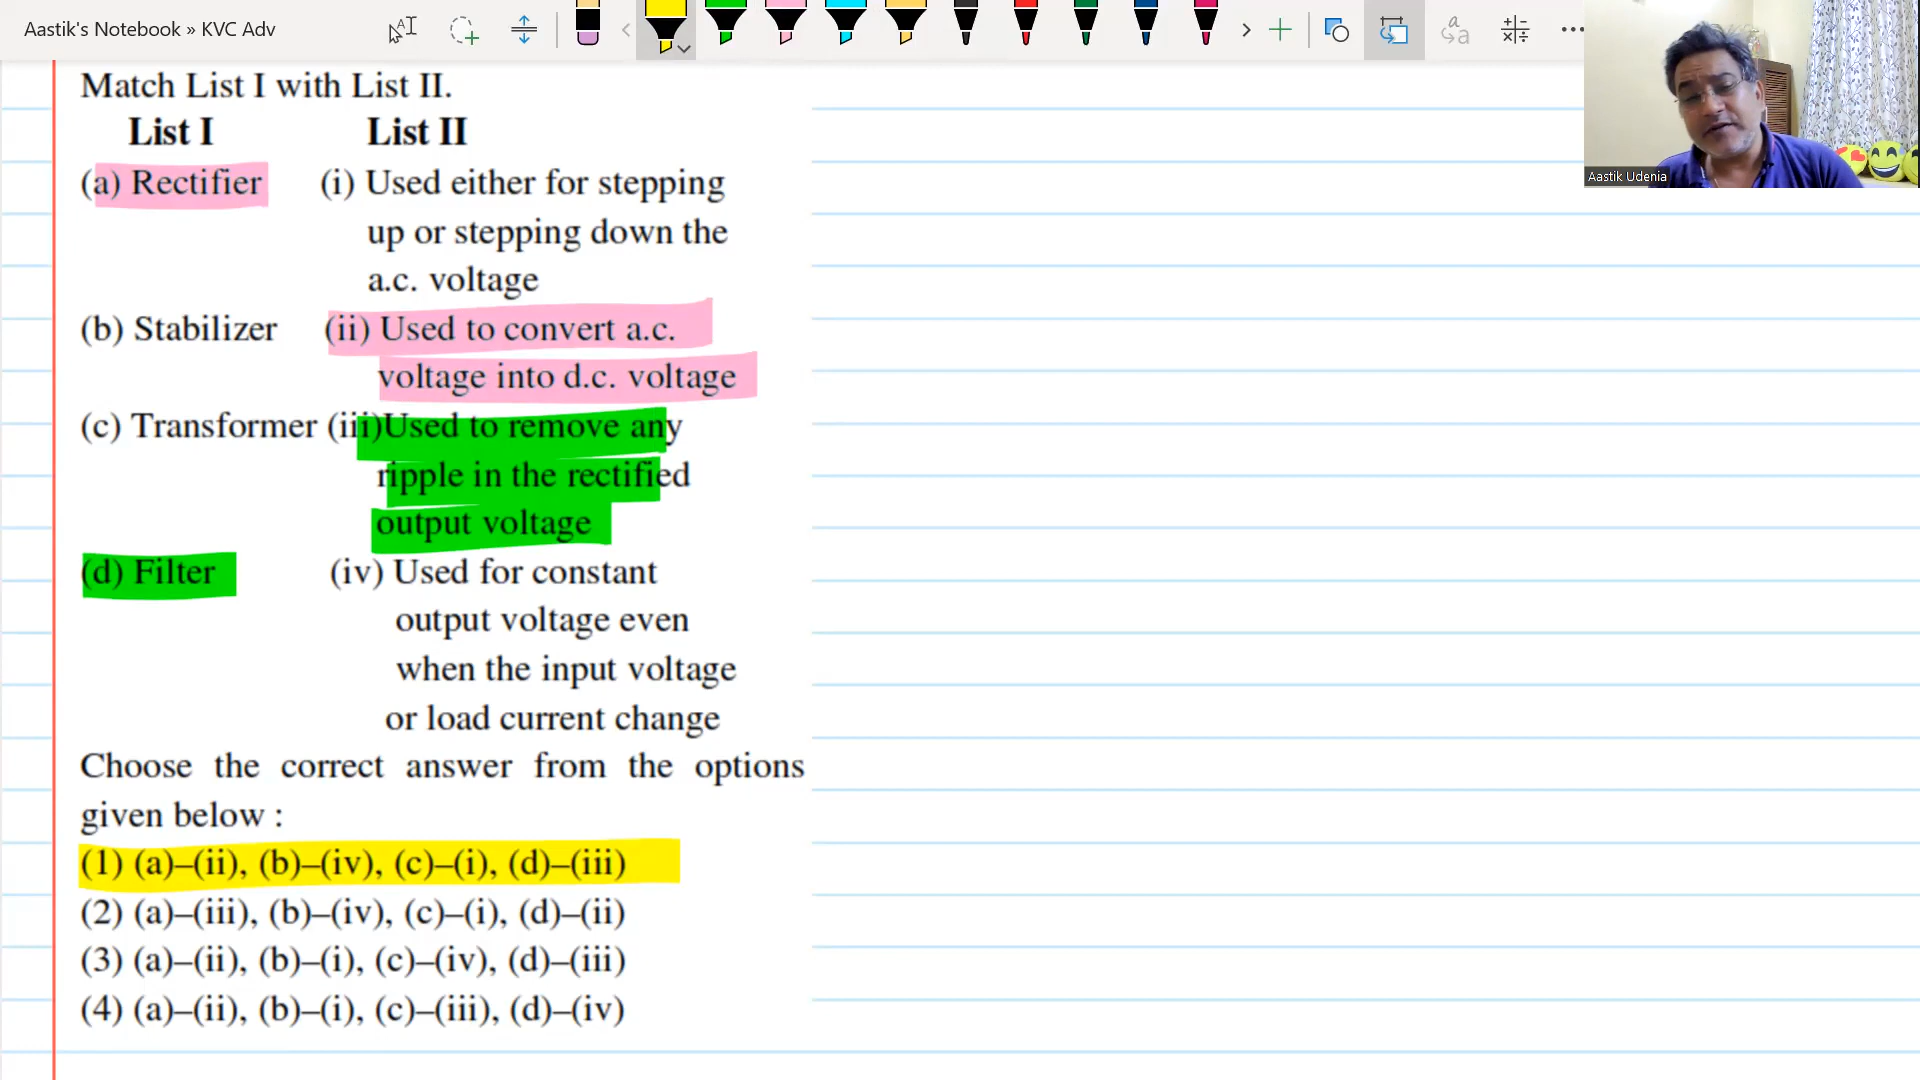 Aastik's Notebook » KVC Adv
Aastik Udenia
Match List I with List II.
List I List II
(a) Rectifier (i) Used either for stepping
up or stepping down the
a.c. voltage
(b) Stabilizer (ii) Used to convert a.c.
voltage into d.c. voltage
(c) Transformer (iii)Used to remove any
ripple in the rectified
output voltage
(d) Filter (iv) Used for constant
output voltage even
when the input voltage
or load current change
Choose the correct answer from the options
given below :
(1) (a)–(ii), (b)–(iv), (c)–(i), (d)–(iii)
(2) (a)–(iii), (b)–(iv), (c)–(i), (d)–(ii)
(3) (a)–(ii), (b)–(i), (c)–(iv), (d)–(iii)
(4) (a)–(ii), (b)–(i), (c)–(iii), (d)–(iv)